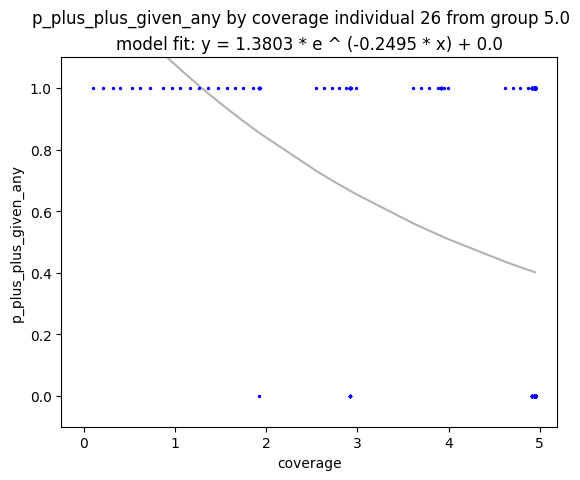 p_plus_plus_given_any by coverage individual 26 from group 5.0
model fit: y = 1.3803 * e ^ (-0.2495 * x) + 0.0
p_plus_plus_given_any
1.0
0.8
0.6
0.4
0.2
0.0
0 1 2 3 4 5
coverage